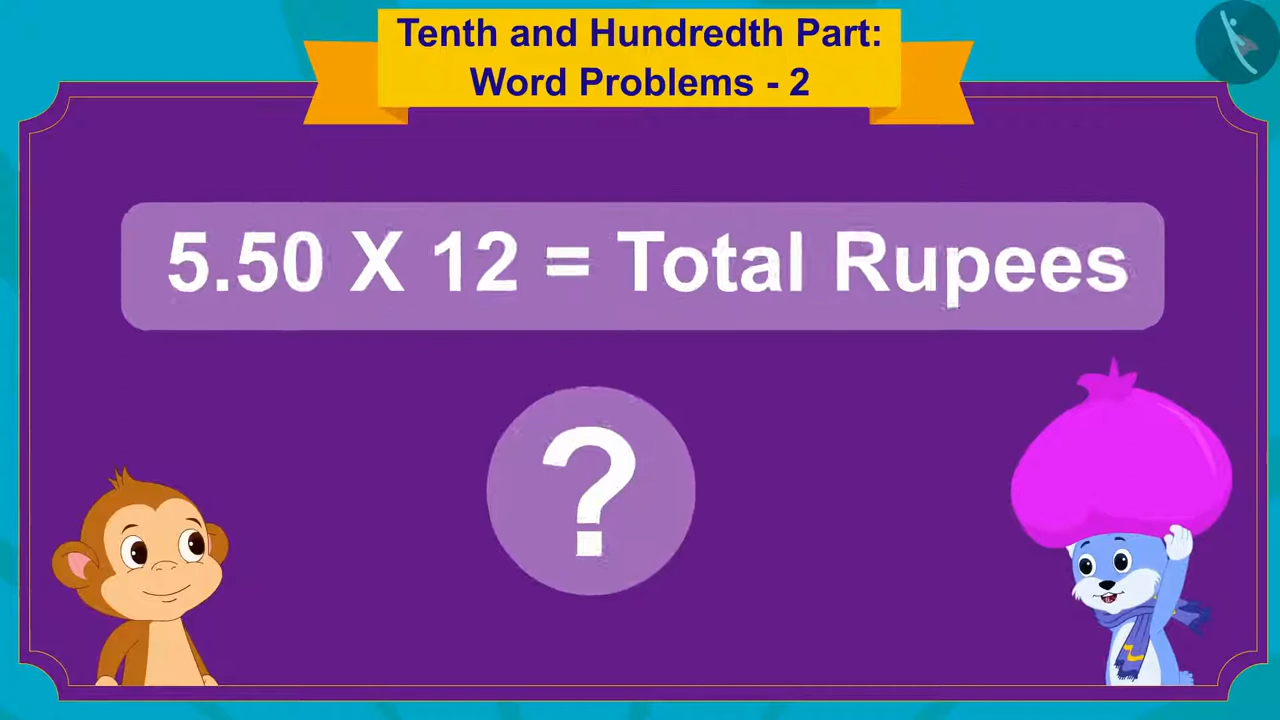 Tenth and Hundredth Part:
Word Problems - 2
5.50 X 12 = Total Rupees
?